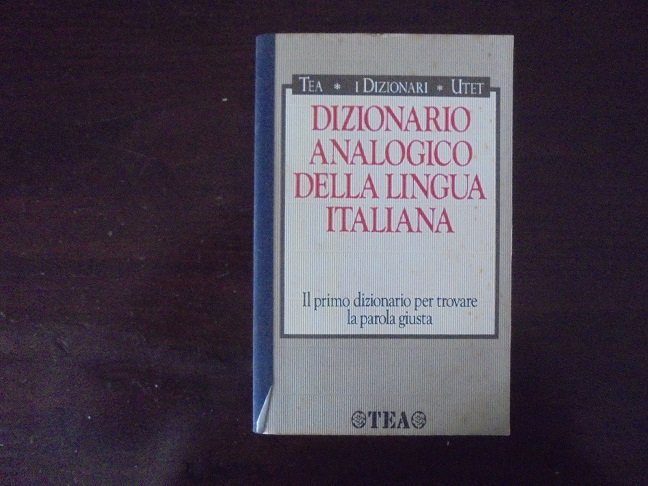 TEA * I DIZIONARI * UTET
DIZIONARIO
ANALOGICO
DELLA LINGUA
ITALIANA
Il primo dizionario per trovare
la parola giusta
TEA